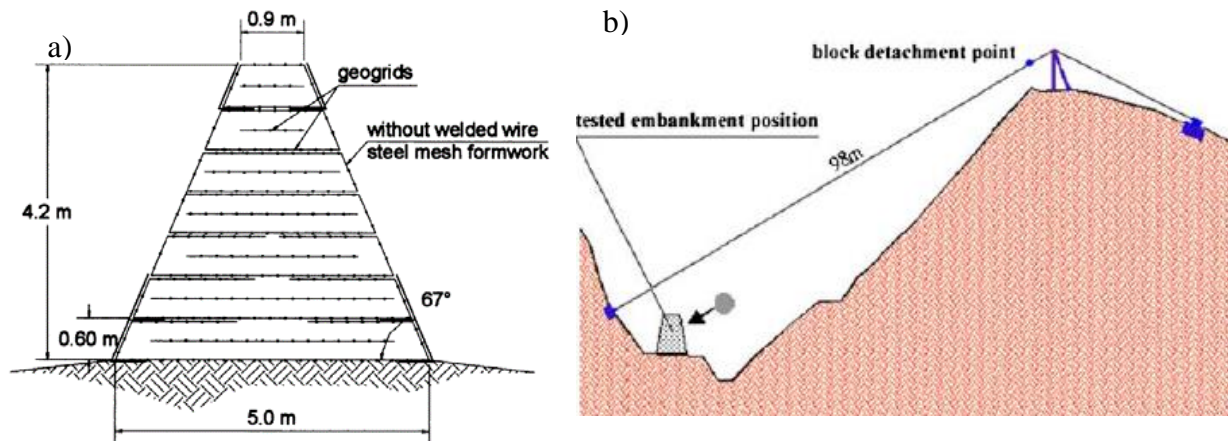 a)
0.9 m
geogrids
without welded wire
steel mesh formwork
4.2 m
67°
0.60 m
5.0 m
b)
block detachment point
tested embankment position
98m